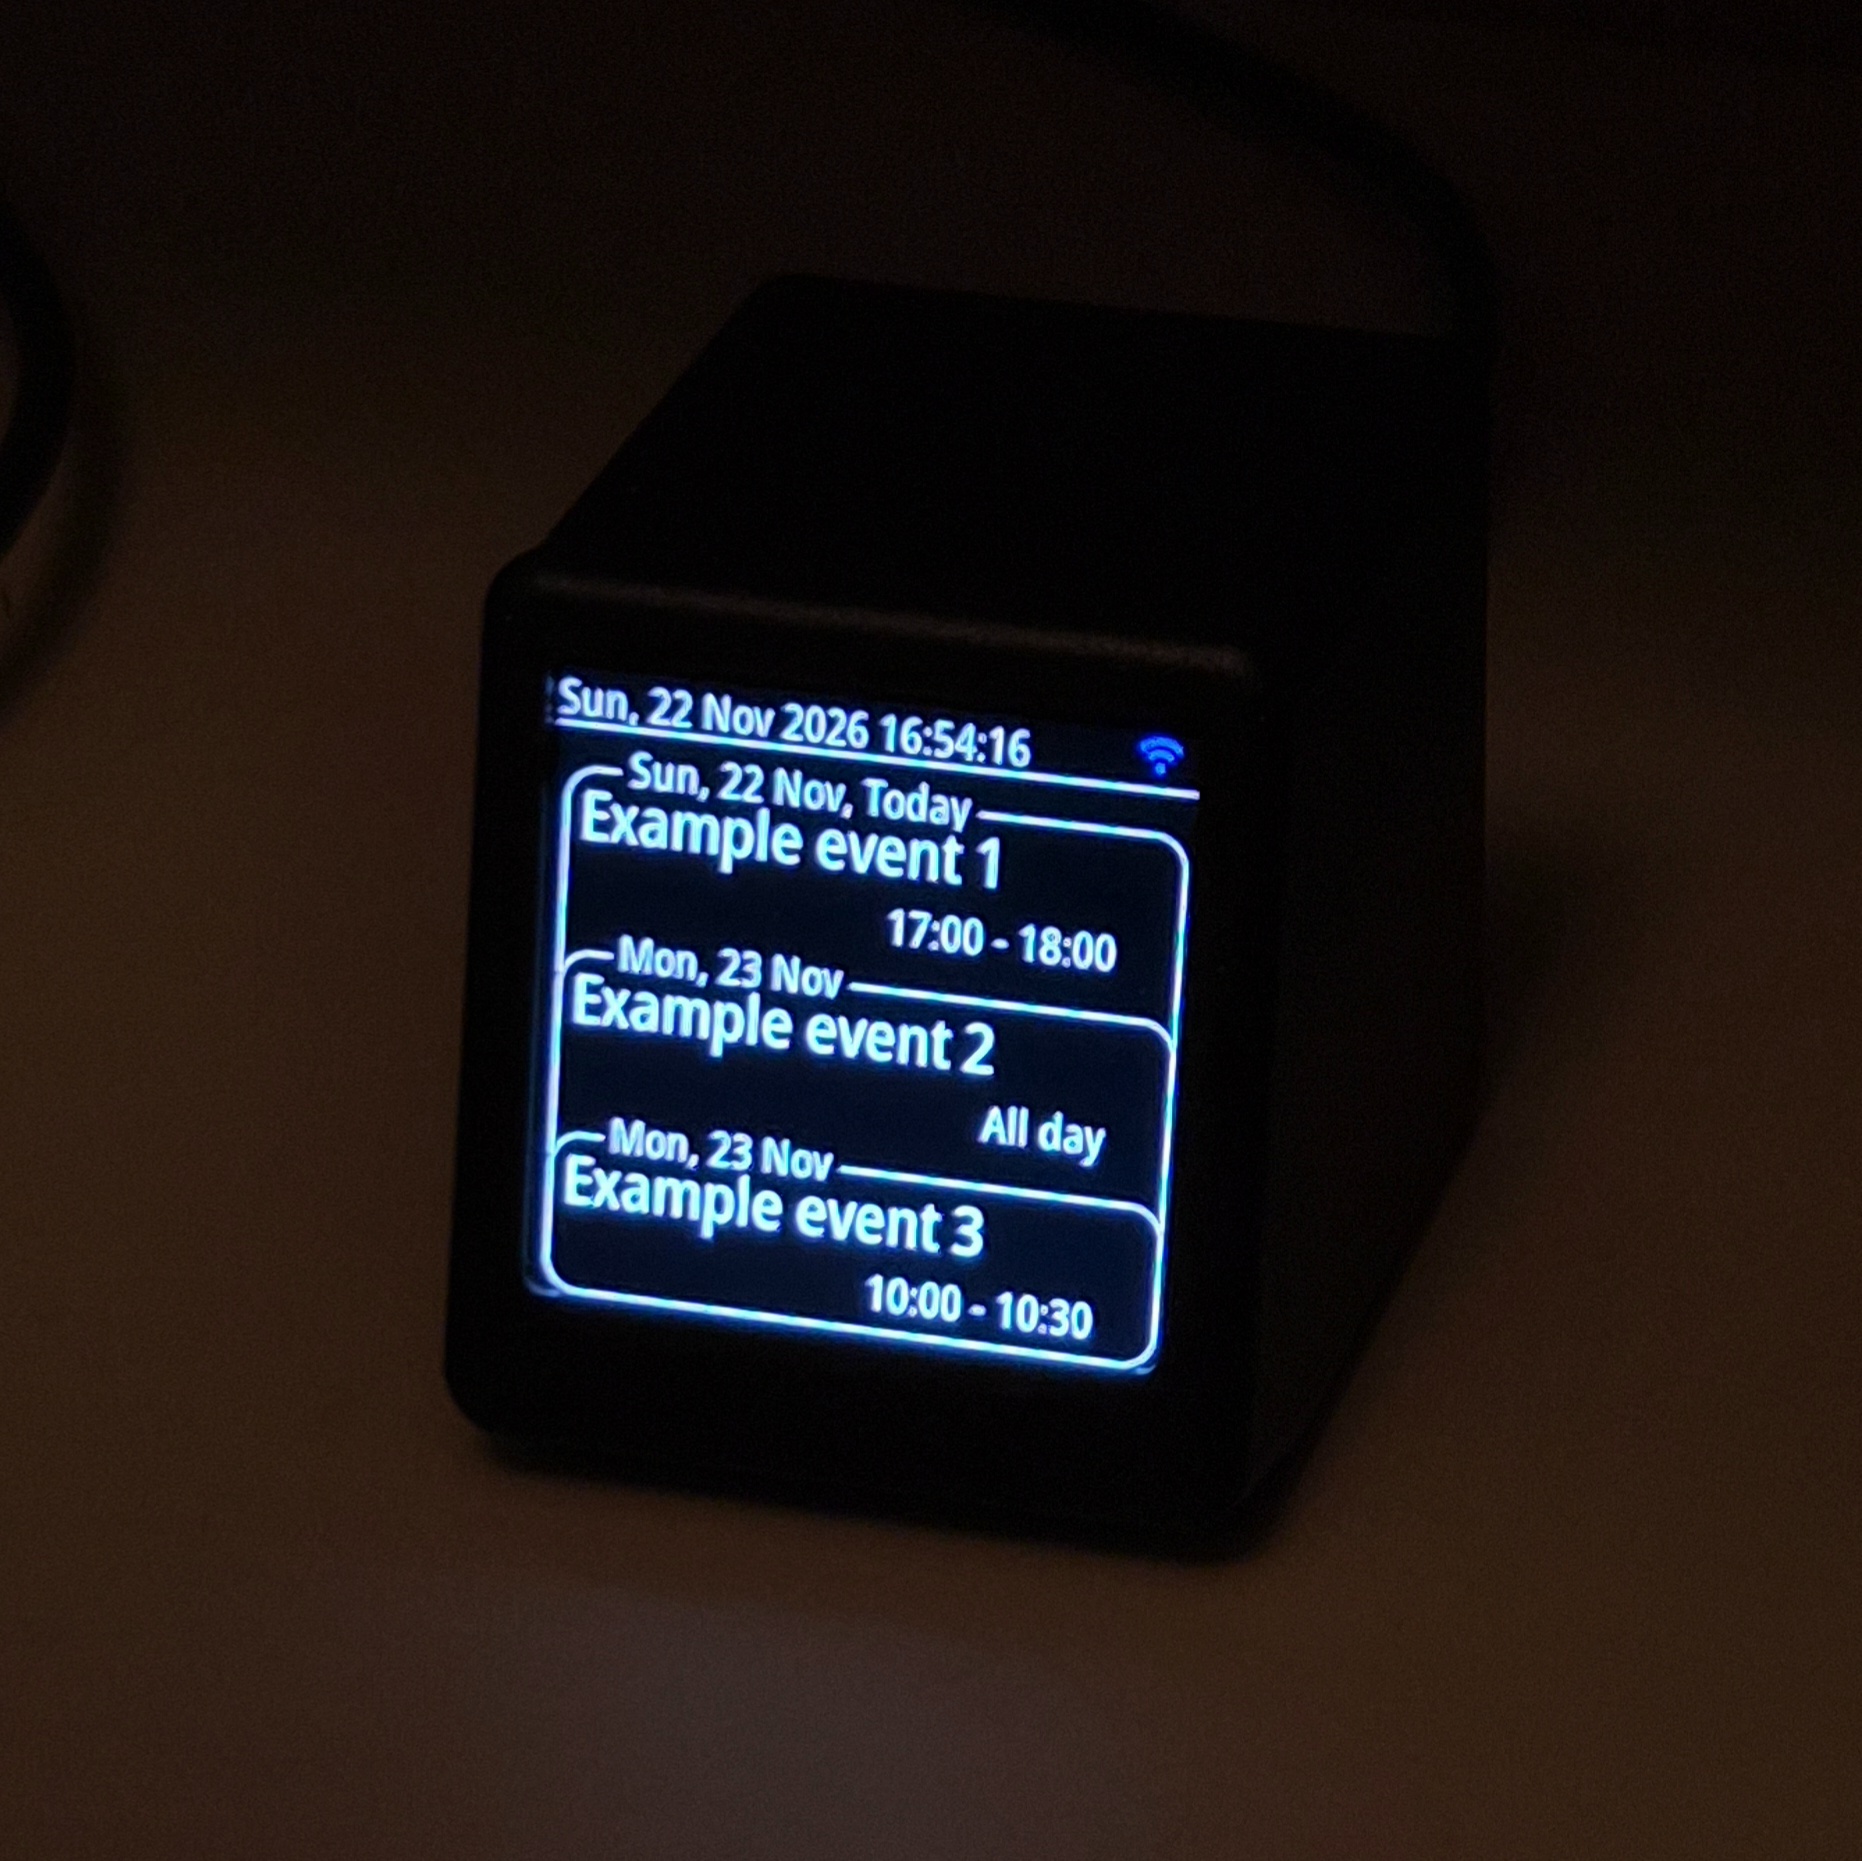 Sun, 22 Nov 2026 16:54:16
Sun, 22 Nov, Today
Example event 1
17:00 - 18:00
Mon, 23 Nov
Example event 2
All day
Mon, 23 Nov
Example event 3
10:00 - 10:30